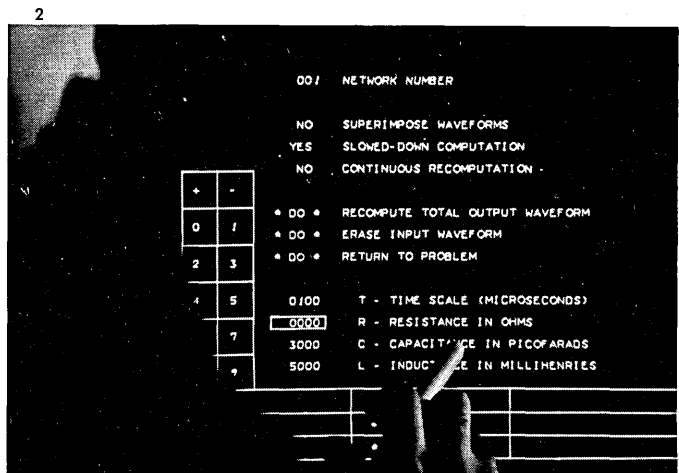 2
001 NETWORK NUMBER
NO SUPERIMPOSE WAVEFORMS
YES SLOWED-DOWN COMPUTATION
NO CONTINUOUS RECOMPUTATION
+ -
* DO * RECOMPUTE TOTAL OUTPUT WAVEFORM
0 1
* DO * ERASE INPUT WAVEFORM
* DO * RETURN TO PROBLEM
2 3
4 5
0100 T - TIME SCALE (MICROSECONDS)
0000 R - RESISTANCE IN OHMS
7
3000 C - CAPACITANCE IN PICOFARADS
9
5000 L - IN MILLIHENRIES